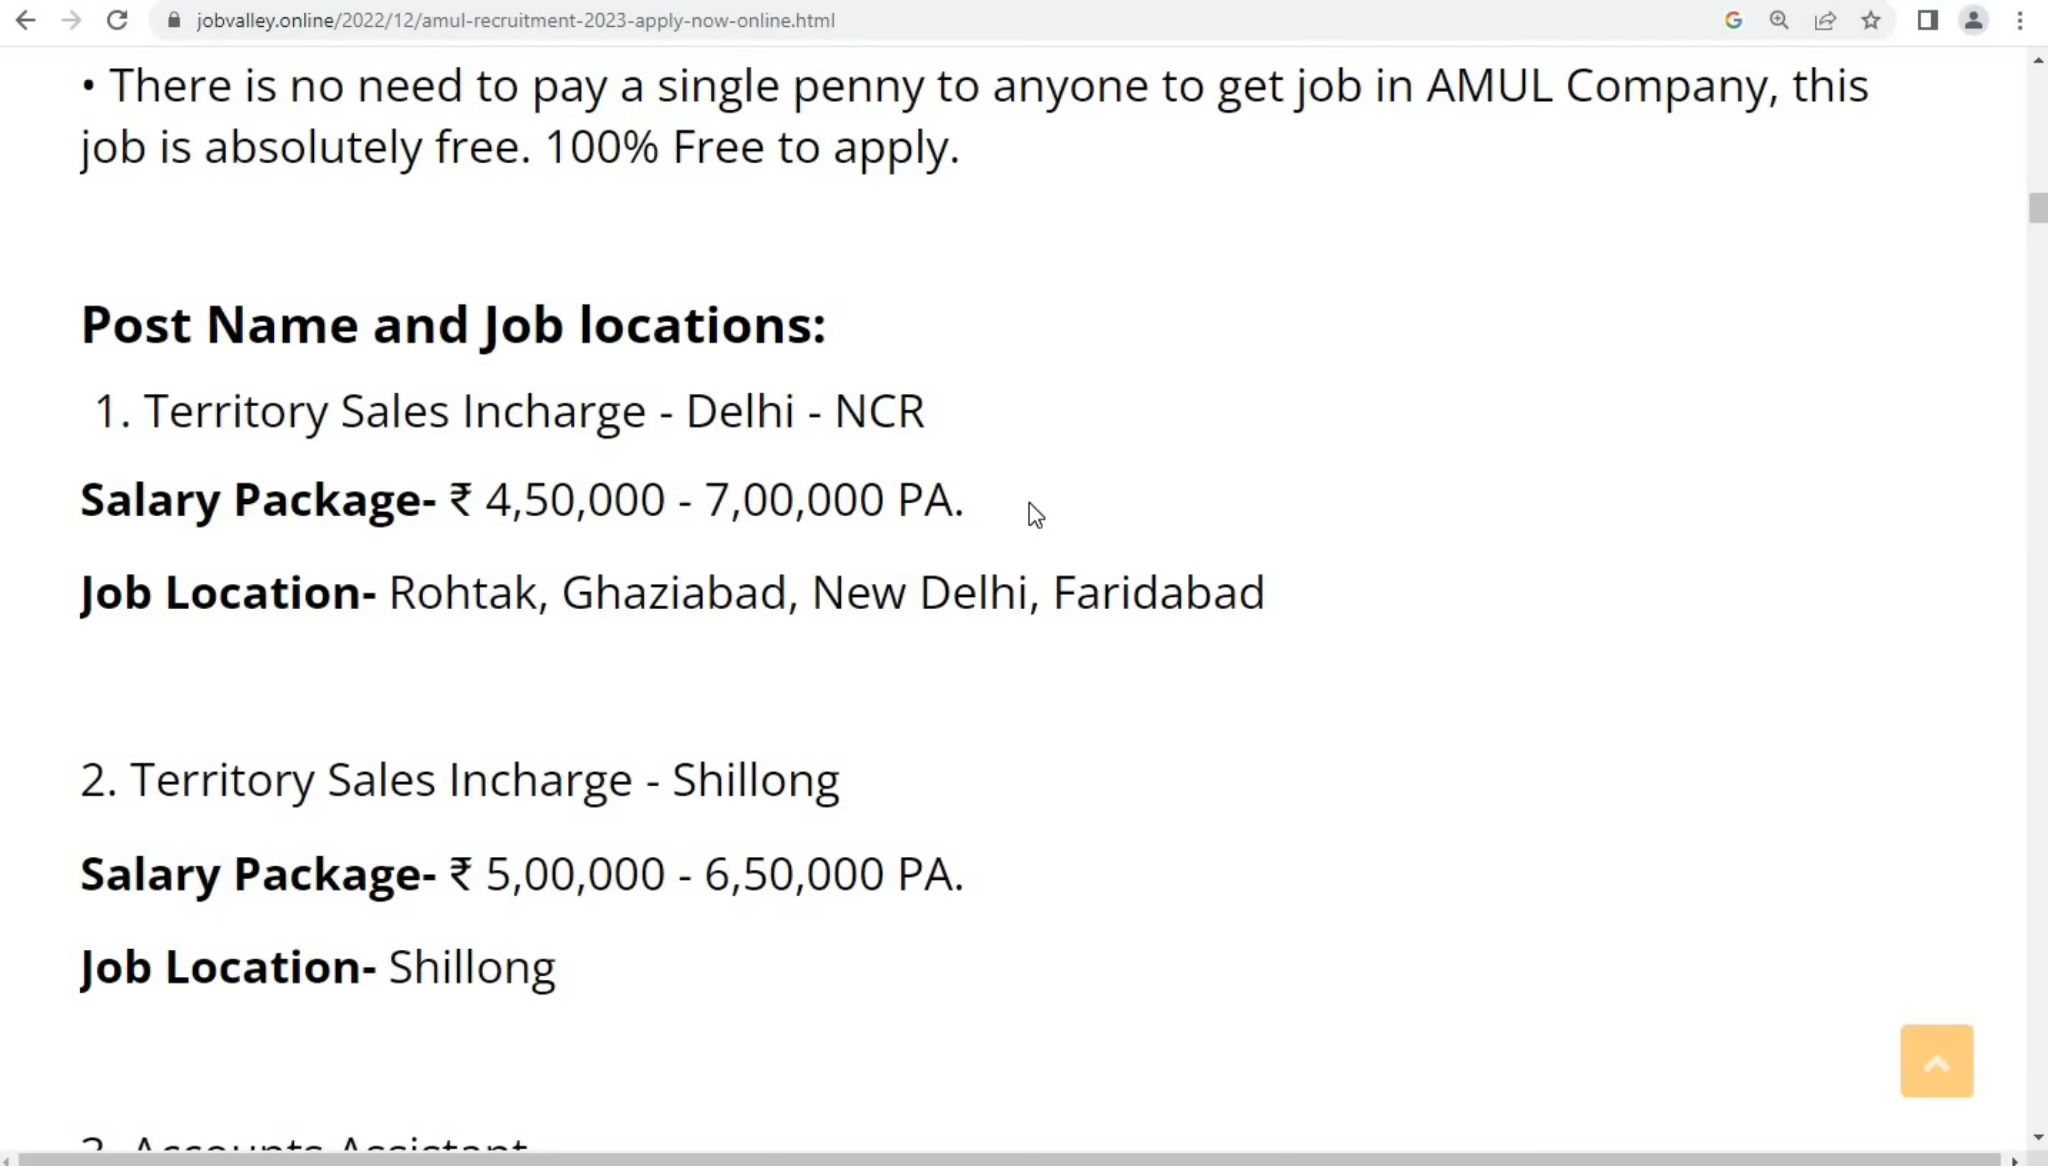 jobvalley.online/2022/12/amul-recruitment-2023-apply-now-online.html
• There is no need to pay a single penny to anyone to get job in AMUL Company, this
job is absolutely free. 100% Free to apply.
Post Name and Job locations:
1. Territory Sales Incharge - Delhi - NCR
Salary Package- ₹ 4,50,000 - 7,00,000 PA.
Job Location- Rohtak, Ghaziabad, New Delhi, Faridabad
2. Territory Sales Incharge - Shillong
Salary Package- ₹ 5,00,000 - 6,50,000 PA.
Job Location- Shillong
3. Accounts Assistant